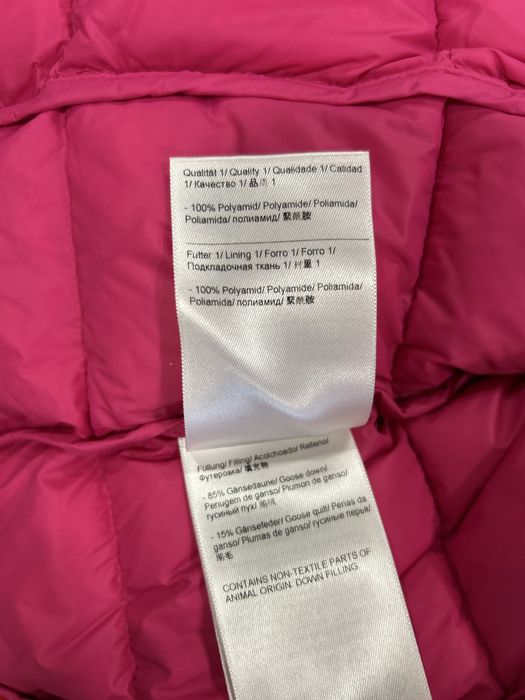 Qualität 1/ Quality 1/ Qualidade 1/ Calidad
1/ Качество 1/ 品质 1
- 100% Polyamid/ Polyamide/ Poliamida/
Poliamida/ полиамид/ 聚酰胺
Futter 1/ Lining 1/ Forro 1/ Forro 1/
Подкладочная ткань 1/ 衬里 1
- 100% Polyamid/ Polyamide/ Poliamida/
Poliamida/ полиамид/ 聚酰胺
Füllung/ Filling/ Acolchoado/ Relleno/
Футеровка/ 填充物
- 85% Gänsedaune/ Goose down/
Penugem de ganso/ Plumon de ganso/
гусиный пух/ 鹅绒
- 15% Gänsefeder/ Goose quill/ Penas da
ganso/ Plumas de ganso/ гусиные перья/
鹅毛
CONTAINS NON-TEXTILE PARTS OF
ANIMAL ORIGIN. DOWN FILLING